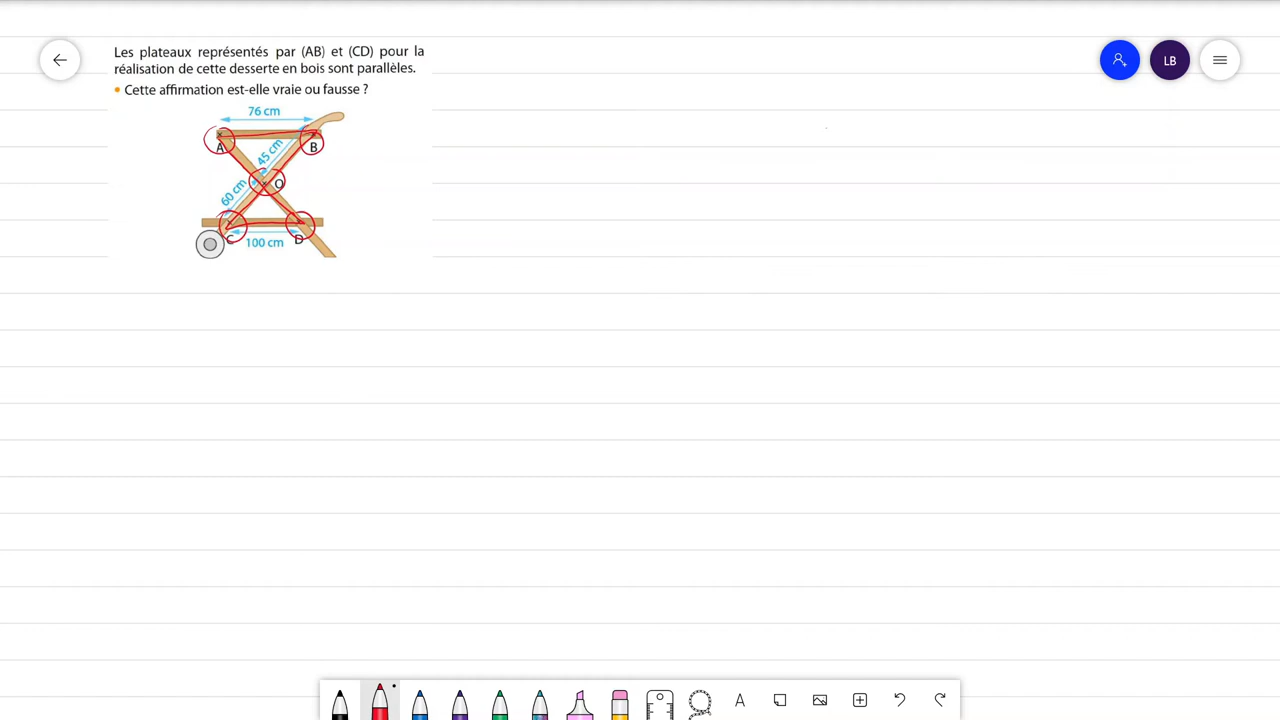 Les plateaux représentés par (AB) et (CD) pour la
réalisation de cette desserte en bois sont parallèles.
• Cette affirmation est-elle vraie ou fausse ?
76 cm
A
B
45 cm
O
60 cm
C
100 cm
D
LB
A